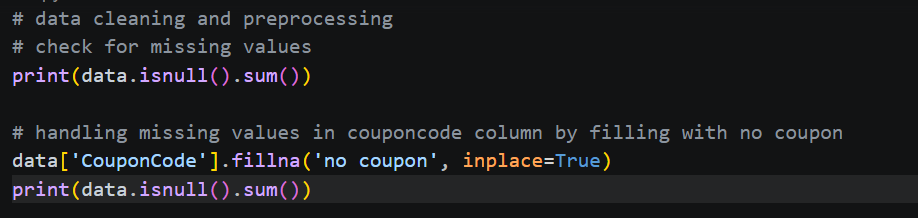 # data cleaning and preprocessing
# check for missing values
print(data.isnull().sum())
# handling missing values in couponcode column by filling with no coupon
data['CouponCode'].fillna('no coupon', inplace=True)
print(data.isnull().sum())